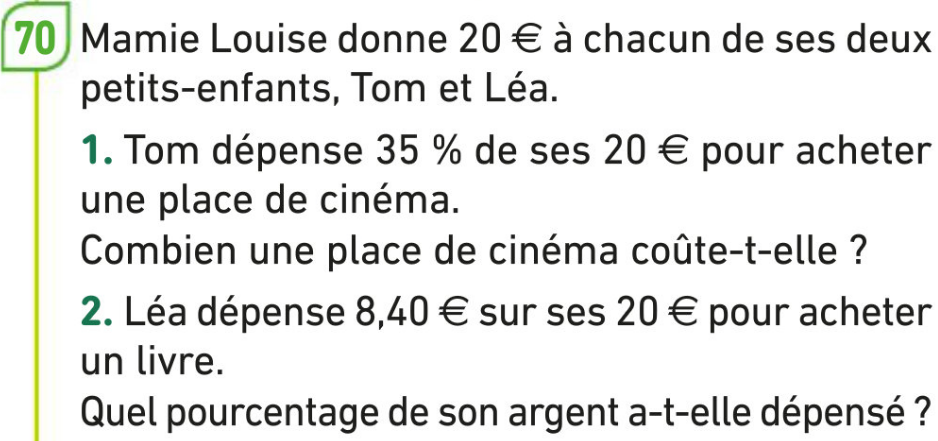 70 Mamie Louise donne 20 € à chacun de ses deux
petits-enfants, Tom et Léa.
1. Tom dépense 35 % de ses 20 € pour acheter
une place de cinéma.
Combien une place de cinéma coûte-t-elle ?
2. Léa dépense 8,40 € sur ses 20 € pour acheter
un livre.
Quel pourcentage de son argent a-t-elle dépensé ?